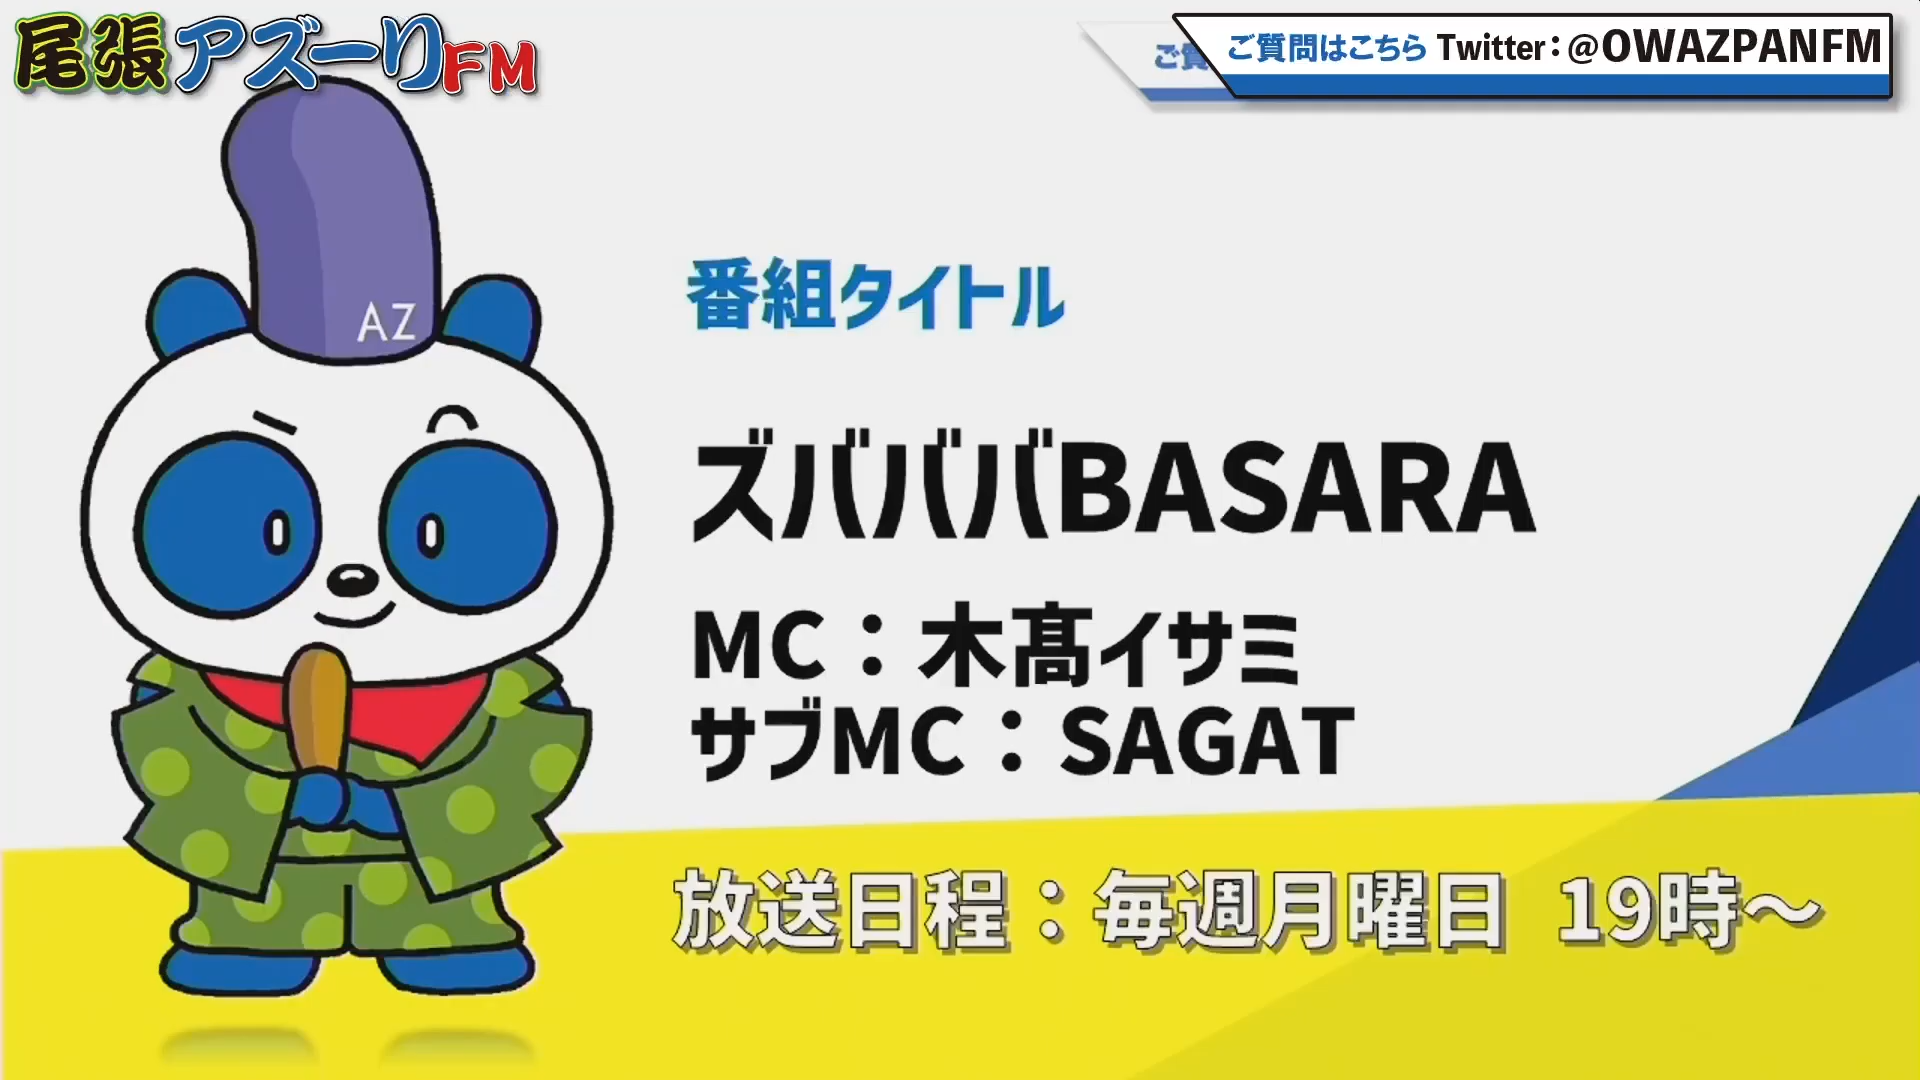 尾張アズーりFM
ご質問はこちら Twitter：@OWAZPANFM
ご質
AZ
番組タイトル
ズババババBASARA
MC：木髙イサミ
サブMC：SAGAT
放送日程：毎週月曜日 19時～